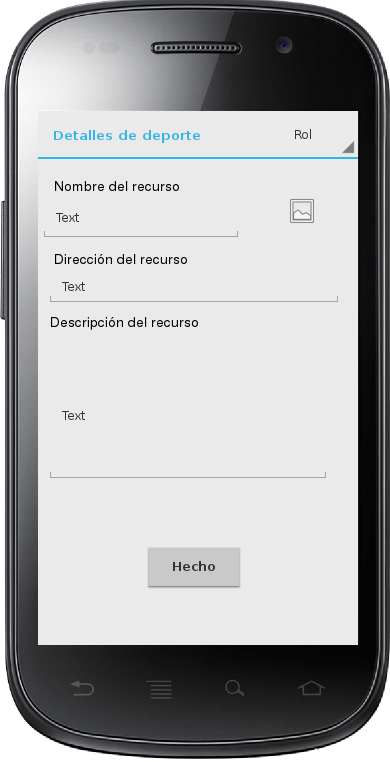 Detalles de deporte Rol
Nombre del recurso
Text
Dirección del recurso
Text
Descripción del recurso
Text
Hecho